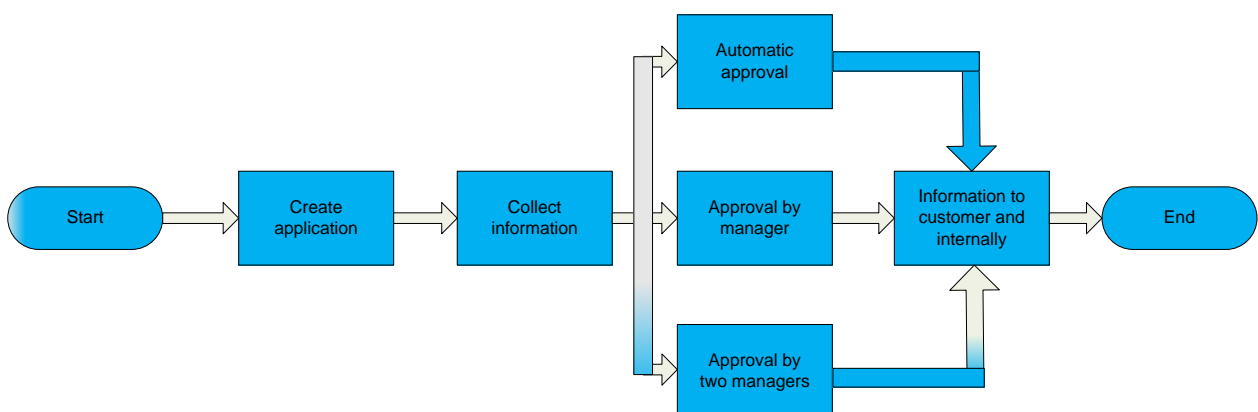 Start
Create
application
Collect
information
Automatic
approval
Approval by
manager
Approval by
two managers
Information to
customer and
internally
End